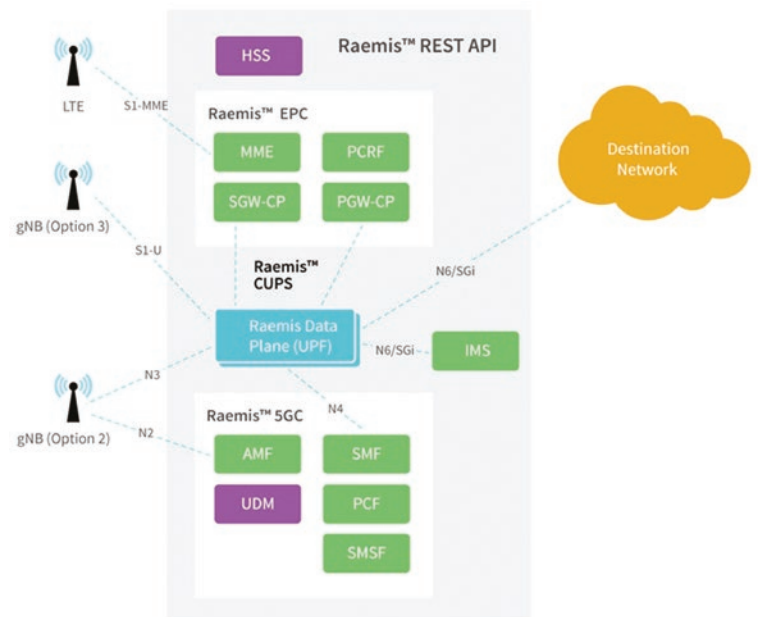 HSS
Raemis™ REST API
LTE
S1-MME
Raemis™ EPC
MME
PCRF
SGW-CP
PGW-CP
Destination
Network
gNB (Option 3)
S1-U
Raemis™
CUPS
N6/SGi
Raemis Data
Plane (UPF)
N6/SGi
IMS
N3
N4
gNB (Option 2)
N2
Raemis™ 5GC
AMF
SMF
UDM
PCF
SMSF